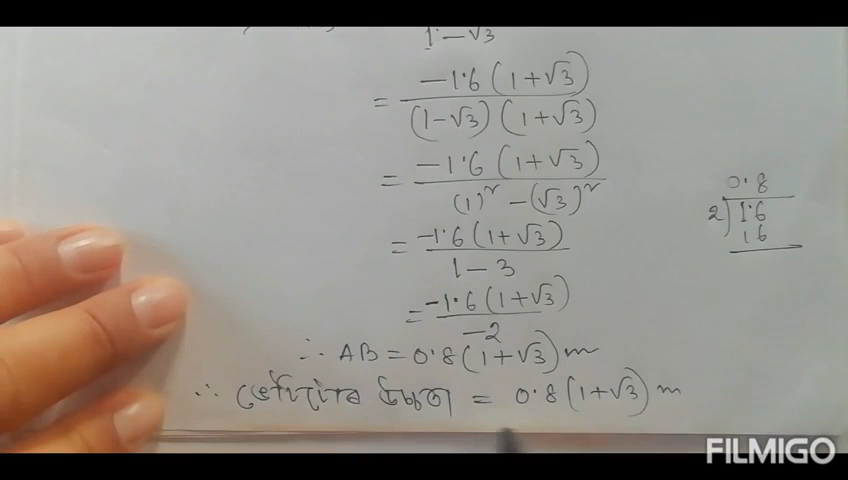 1 - √3
= -1.6 (1+√3) / (1-√3) (1+√3)
= -1.6 (1+√3) / (1)² - (√3)²
= -1.6 (1+√3) / 1-3
= -1.6 (1+√3) / -2
∴ AB = 0.8 (1+√3) m
∴ উচ্চতা = 0.8 (1+√3) m
0.8
2) 1.6
16
FILMIGO